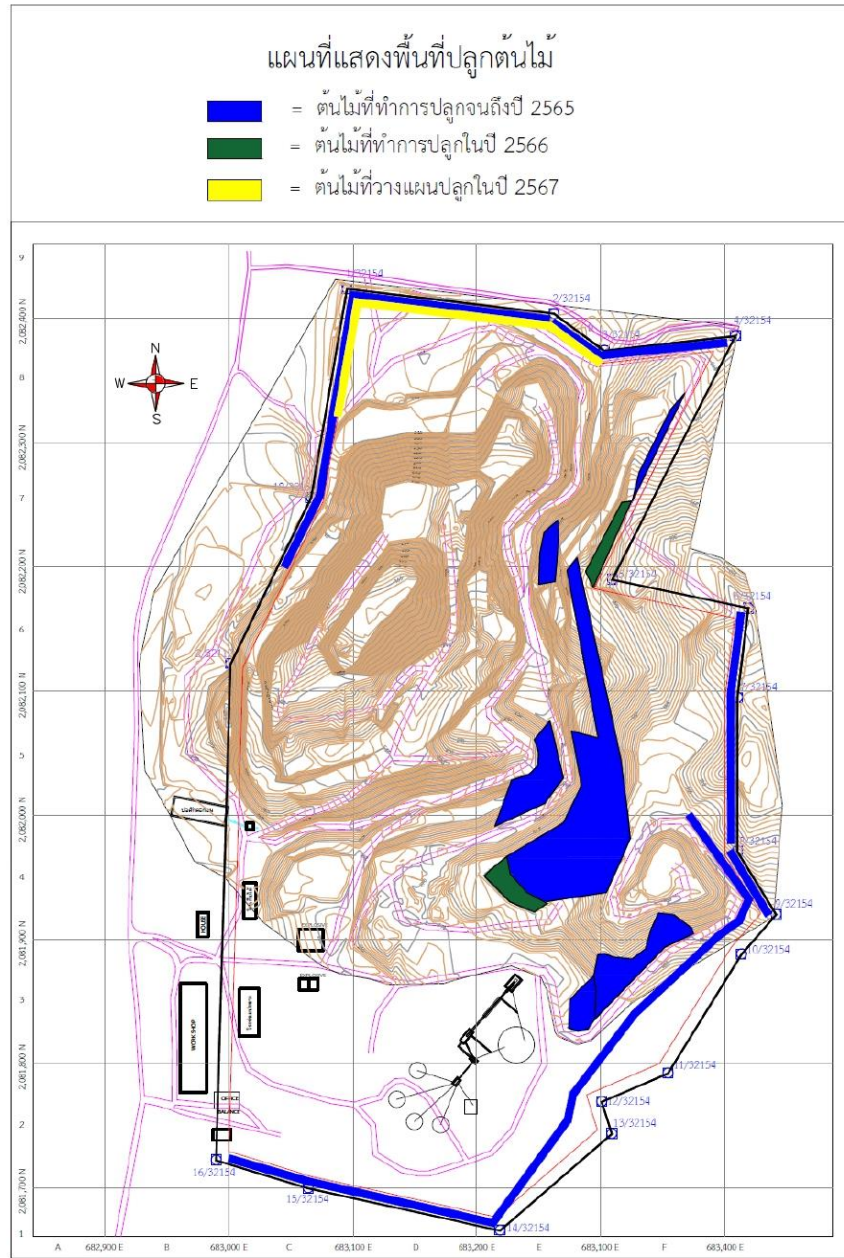 แผนที่แสดงพื้นที่ปลูกต้นไม้
= ต้นไม้ที่ทำการปลูกจนถึงปี 2565
= ต้นไม้ที่ทำการปลูกในปี 2566
= ต้นไม้ที่วางแผนปลูกในปี 2567
9
1/32154
2/32154
4/32154
2,082,400 N
N
W E
S
8
2,082,300 N
7
2,082,200 N
6
2,082,100 N
5
2,082,000 N
4
HOUSE
2,081,900 N
10/32154
3
WORK SHOP
2,081,800 N
11/32154
OFFICE
12/32154
BALANCE
2
13/32154
16/32154
15/32154
2,081,700 N
14/32154
1
A 682,900 E B 683,000 E C 683,100 E D 683,200 E E 683,300 E F 683,400 E